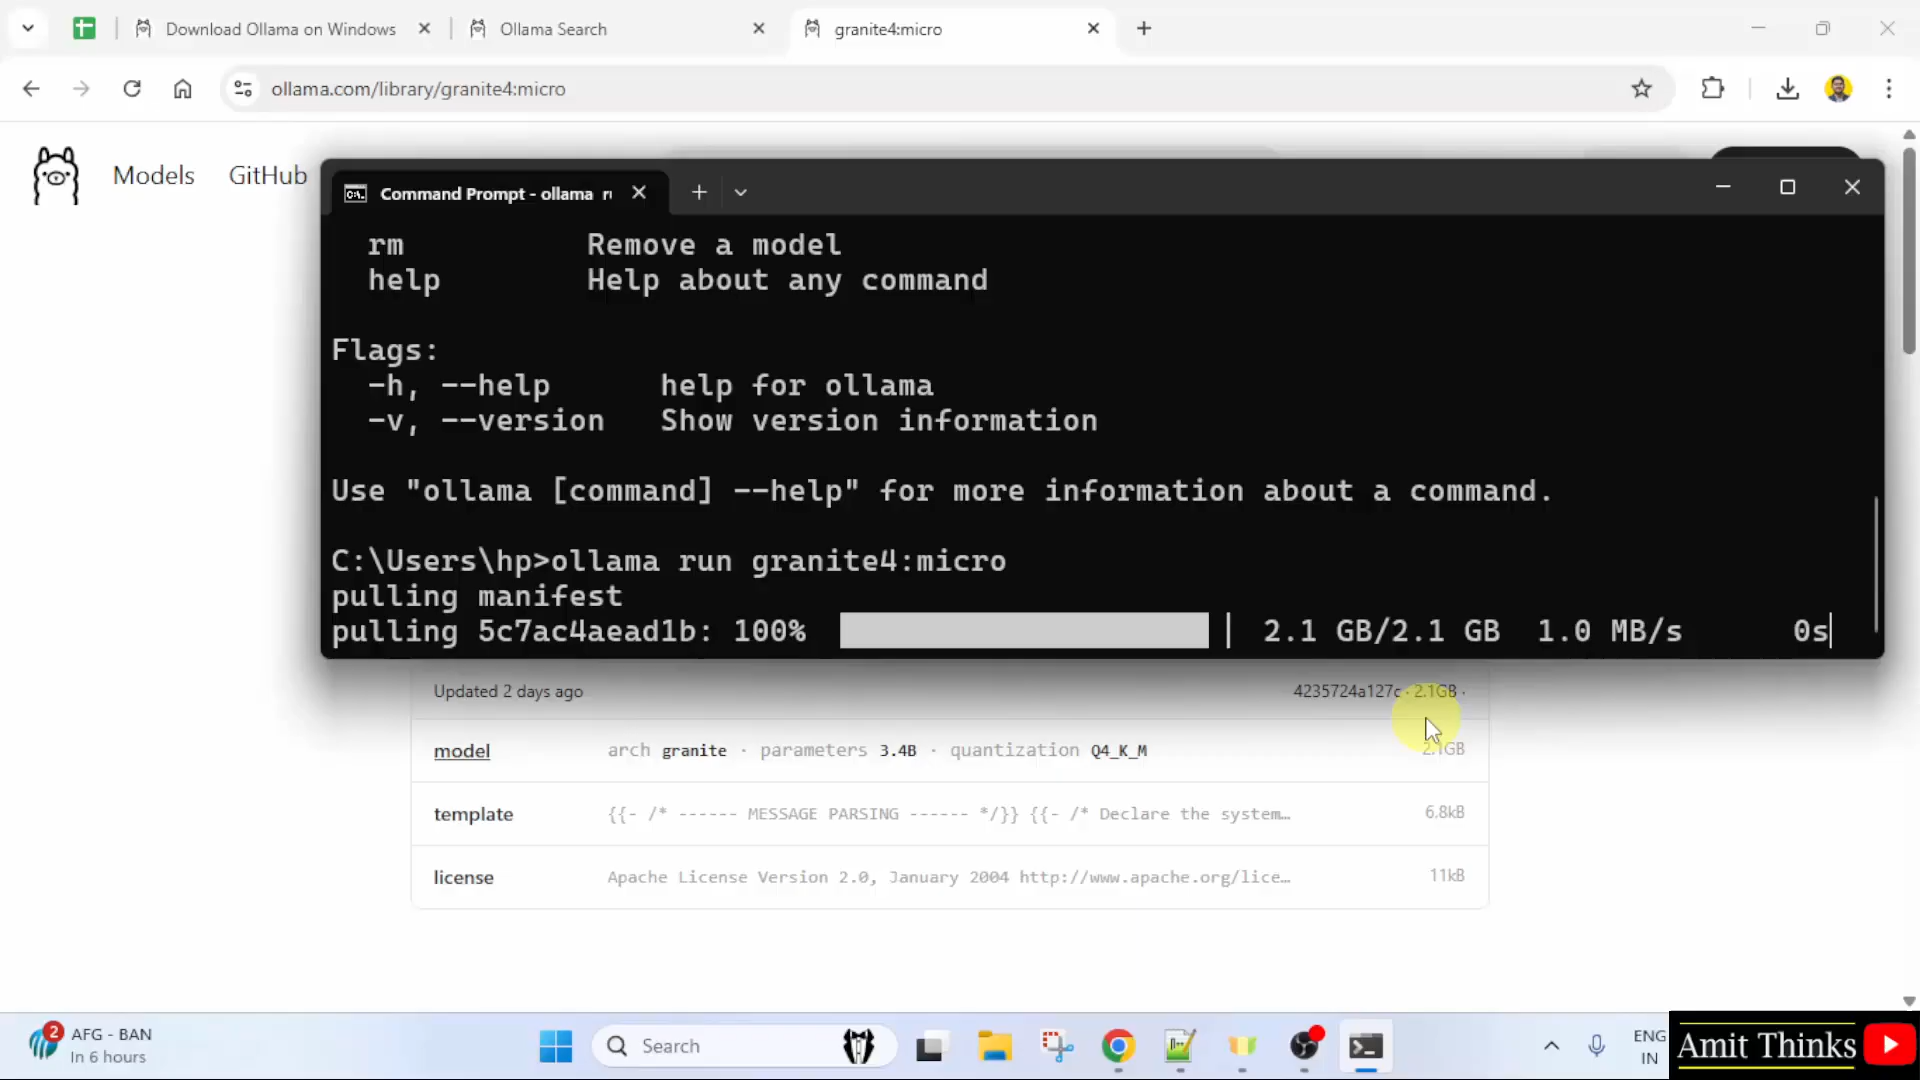 Download Ollama on Windows
Ollama Search
granite4:micro
ollama.com/library/granite4:micro
Models
GitHub
Command Prompt - ollama
rm Remove a model
help Help about any command
Flags:
-h, --help help for ollama
-v, --version Show version information
Use "ollama [command] --help" for more information about a command.
C:\Users\hp>ollama run granite4:micro
pulling manifest
pulling 5c7ac4aead1b: 100% 2.1 GB/2.1 GB 1.0 MB/s 0s
Updated 2 days ago 4235724a127c · 2.1GB ·
model arch granite · parameters 3.4B · quantization Q4_K_M 2.1GB
template {{- /* ------ MESSAGE PARSING ------ */}} {{- /* Declare the system… 6.8kB
license Apache License Version 2.0, January 2004 http://www.apache.org/lice… 11kB
2
AFG - BAN
In 6 hours
Search
ENG
IN
Amit Thinks